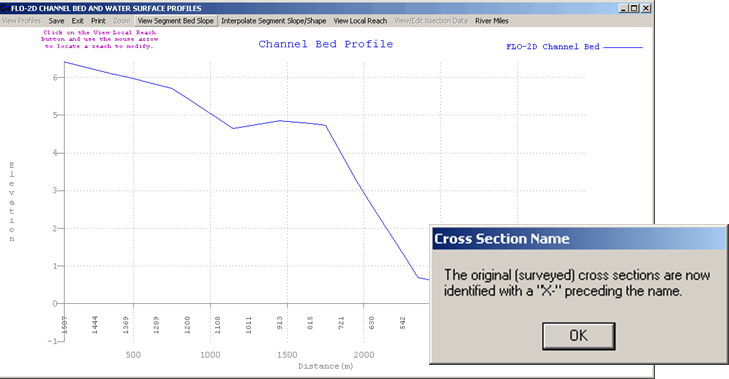 FLO-2D CHANNEL BED AND WATER SURFACE PROFILES
View Profiles Save Exit Print Zoom View Segment Bed Slope Interpolate Segment Slope/Shape View Local Reach View/Edit Xsection Data River Miles
Click on the View Local Reach
button and use the mouse arrow
to locate a reach to modify.
Channel Bed Profile
FLO-2D Channel Bed
6
5
4
3
2
1
0
-1
Elevation
1507 1444 1369 1289 1200 1108 1011 913 815 721 630 542
500 1000 1500 2000
Distance(m)
Cross Section Name
The original (surveyed) cross sections are now
identified with a "X-" preceding the name.
OK